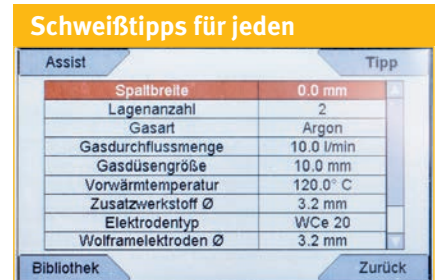 Schweißtipps für jeden
Assist Tipp
Spaltbreite 0.0 mm
Lagenanzahl 2
Gasart Argon
Gasdurchflussmenge 10.0 l/min
Gasdüsengröße 10.0 mm
Vorwärmtemperatur 120.0° C
Zusatzwerkstoff Ø 3.2 mm
Elektrodentyp WCe 20
Wolframelektroden Ø 3.2 mm
Bibliothek Zurück